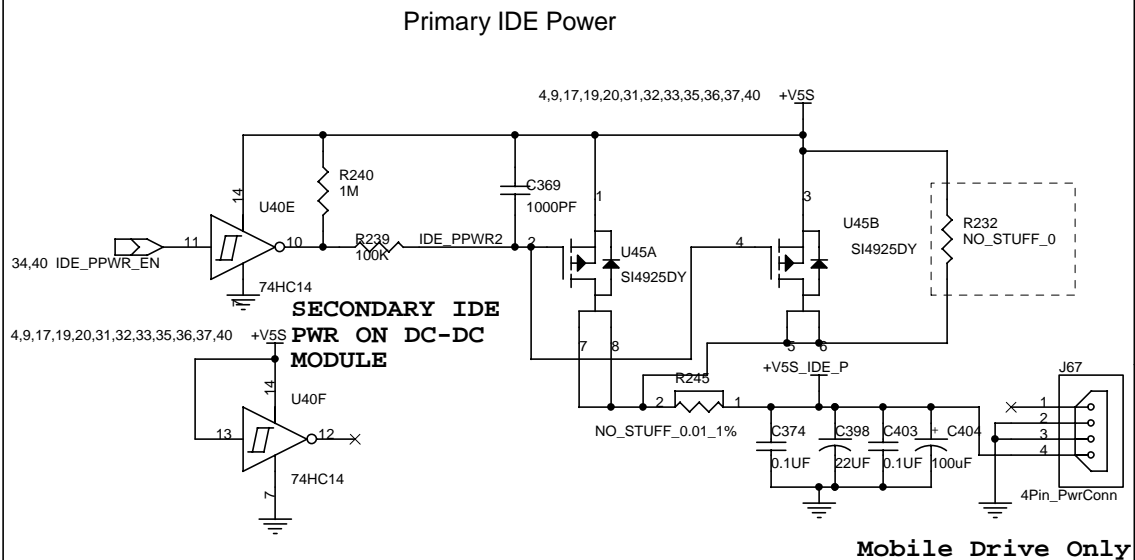 Primary IDE Power
4,9,17,19,20,31,32,33,35,36,37,40 +V5S
R240
1M
C369
1000PF
1
3
14
U40E
U45B
SI4925DY
R232
NO_STUFF_0
11
10
R239
100K
IDE_PPWR2
2
U45A
SI4925DY
4
34,40 IDE_PPWR_EN
74HC14
7
SECONDARY IDE
PWR ON DC-DC
MODULE
4,9,17,19,20,31,32,33,35,36,37,40 +V5S
7 8
5 6
14
U40F
13
12
74HC14
7
R245
2 1
NO_STUFF_0.01_1%
+V5S_IDE_P
C374
0.1UF
C398
22UF
C403
0.1UF
+ C404
100uF
J67
1
2
3
4
4Pin_PwrConn
Mobile Drive Only